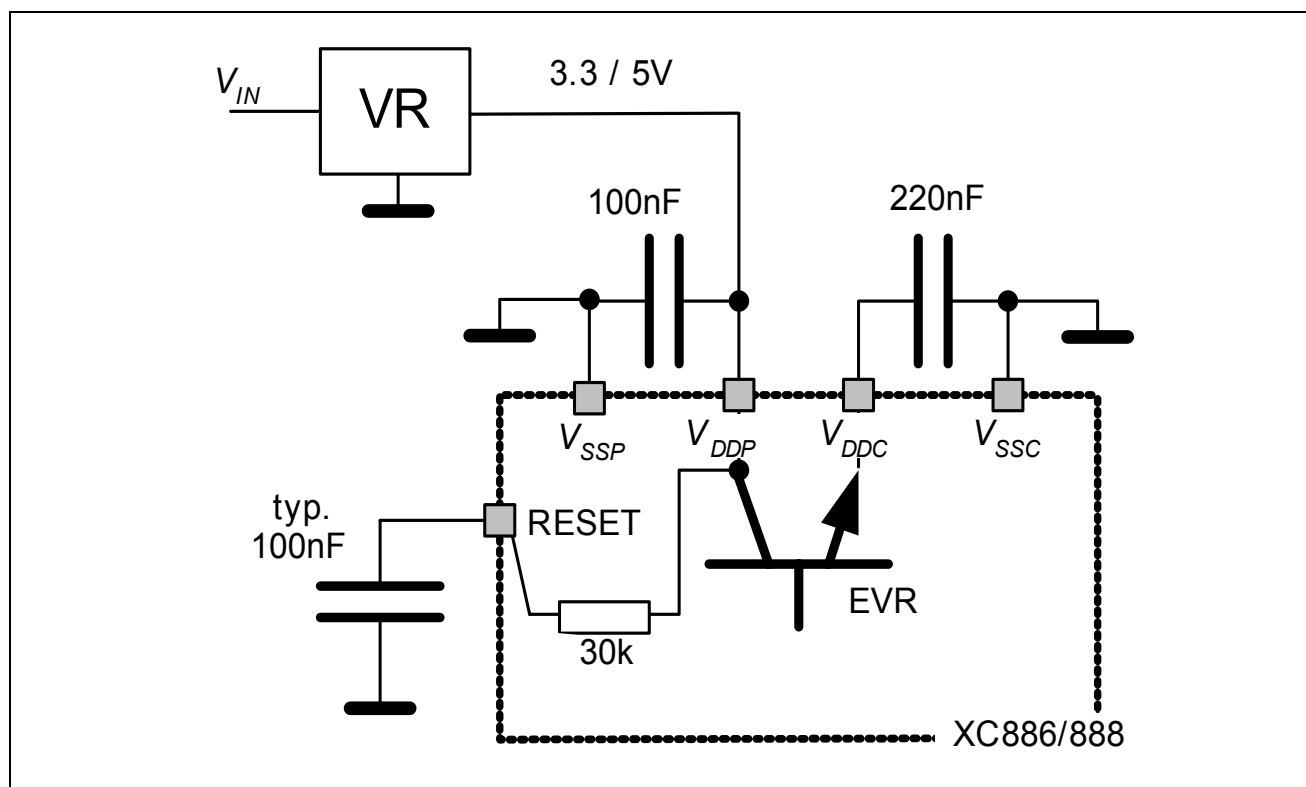 V_IN
VR
3.3 / 5V
100nF
220nF
V_SSP
V_DDP
V_DDC
V_SSC
typ.
100nF
RESET
EVR
30k
XC886/888